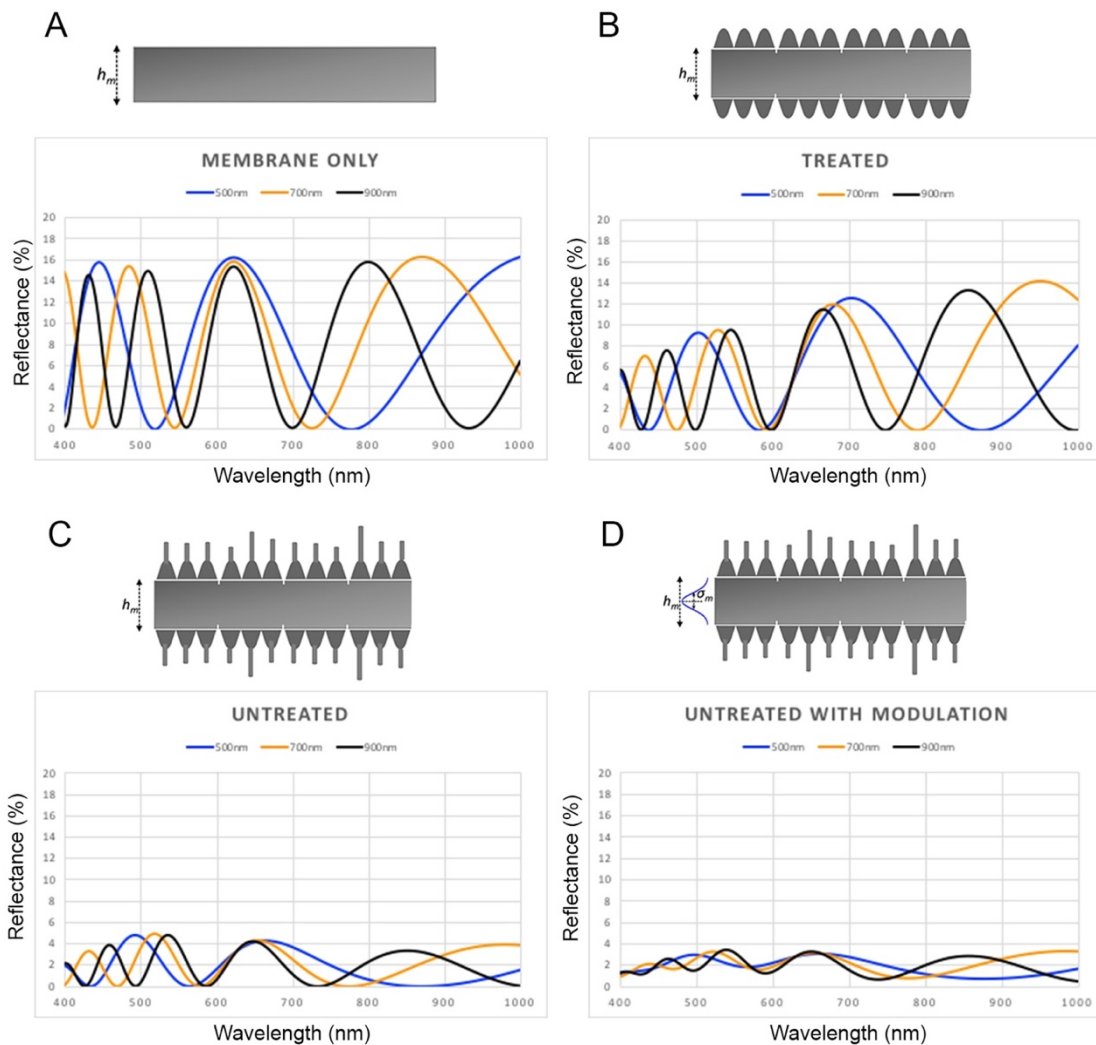 A
hm
MEMBRANE ONLY
500nm 700nm 900nm
Reflectance (%)
20
18
16
14
12
10
8
6
4
2
0
400 500 600 700 800 900 1000
Wavelength (nm)
B
hm
TREATED
500nm 700nm 900nm
Reflectance (%)
20
18
16
14
12
10
8
6
4
2
0
400 500 600 700 800 900 1000
Wavelength (nm)
C
hm
UNTREATED
500nm 700nm 900nm
Reflectance (%)
20
18
16
14
12
10
8
6
4
2
0
400 500 600 700 800 900 1000
Wavelength (nm)
D
hm σm
UNTREATED WITH MODULATION
500nm 700nm 900nm
Reflectance (%)
20
18
16
14
12
10
8
6
4
2
0
400 500 600 700 800 900 1000
Wavelength (nm)